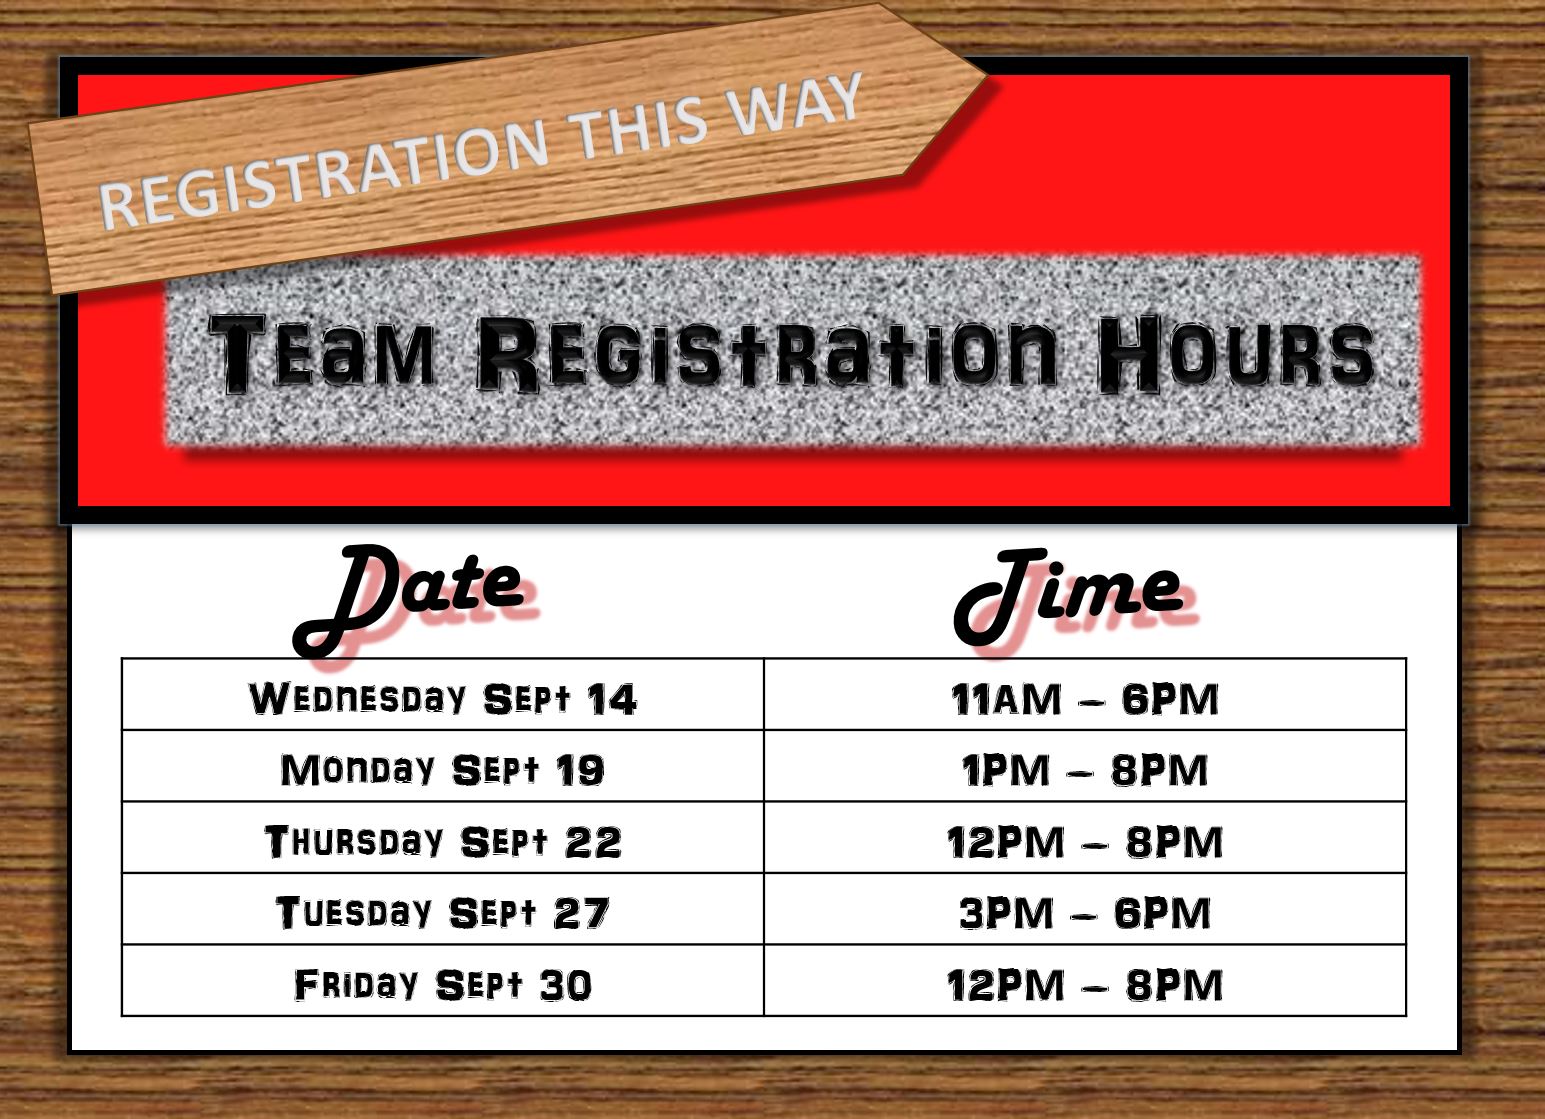 REGISTRATION THIS WAY
Team Registration Hours
Date Time
Wednesday Sept 14 11AM – 6PM
Monday Sept 19 1PM – 8PM
Thursday Sept 22 12PM – 8PM
Tuesday Sept 27 3PM – 6PM
Friday Sept 30 12PM – 8PM